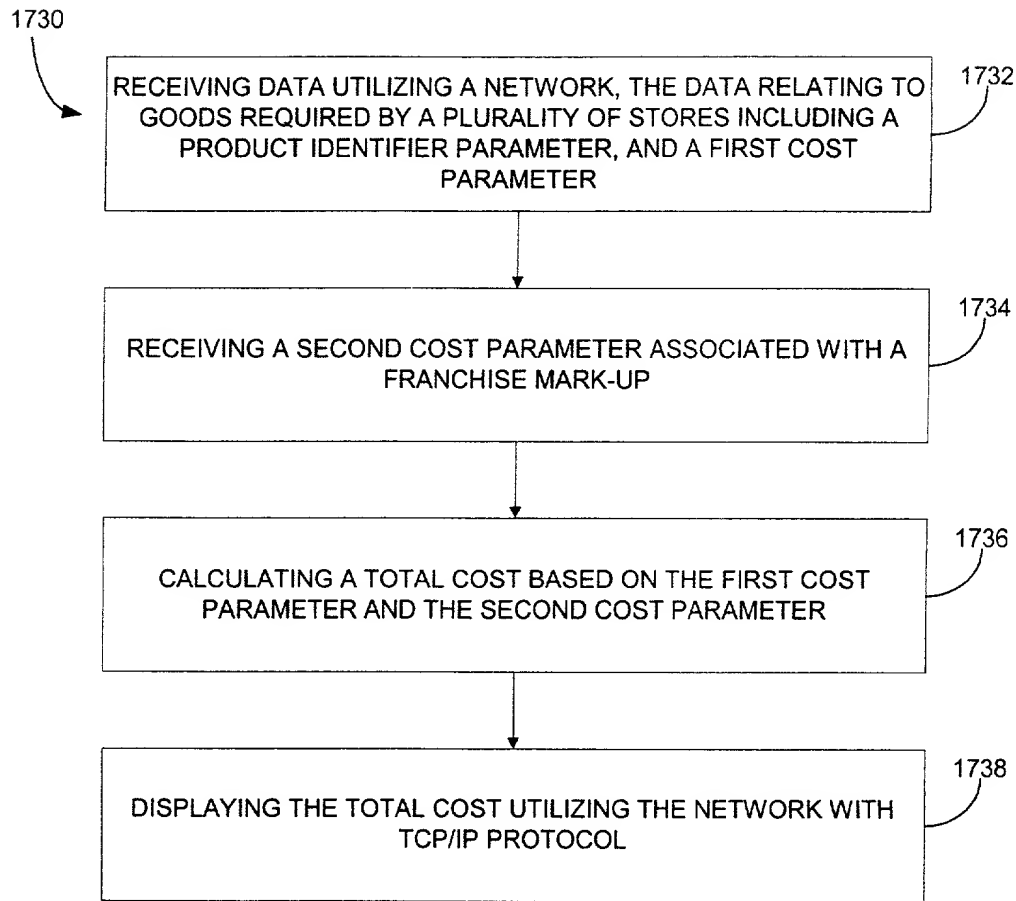 1730
RECEIVING DATA UTILIZING A NETWORK, THE DATA RELATING TO
GOODS REQUIRED BY A PLURALITY OF STORES INCLUDING A
PRODUCT IDENTIFIER PARAMETER, AND A FIRST COST
PARAMETER
1732
RECEIVING A SECOND COST PARAMETER ASSOCIATED WITH A
FRANCHISE MARK-UP
1734
CALCULATING A TOTAL COST BASED ON THE FIRST COST
PARAMETER AND THE SECOND COST PARAMETER
1736
DISPLAYING THE TOTAL COST UTILIZING THE NETWORK WITH
TCP/IP PROTOCOL
1738